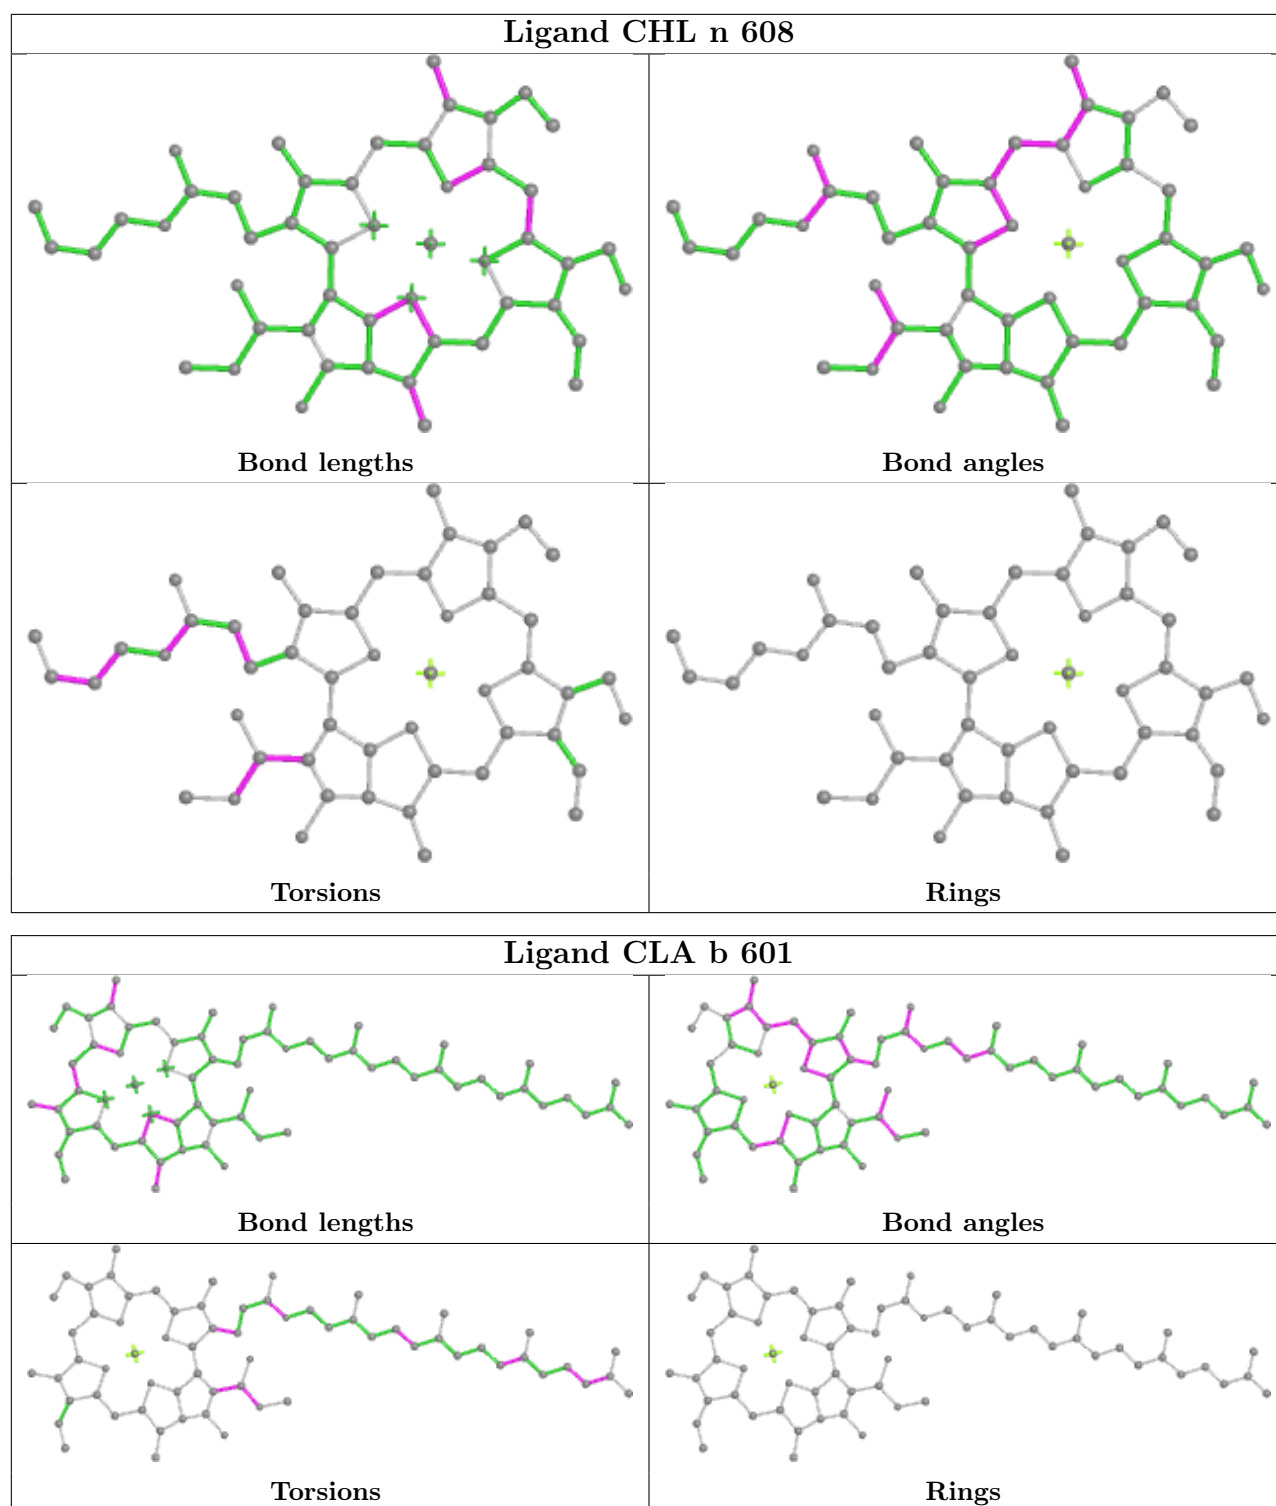 Ligand CHL n 608
Bond lengths
Bond angles
Torsions
Rings
Ligand CLA b 601
Bond lengths
Bond angles
Torsions
Rings